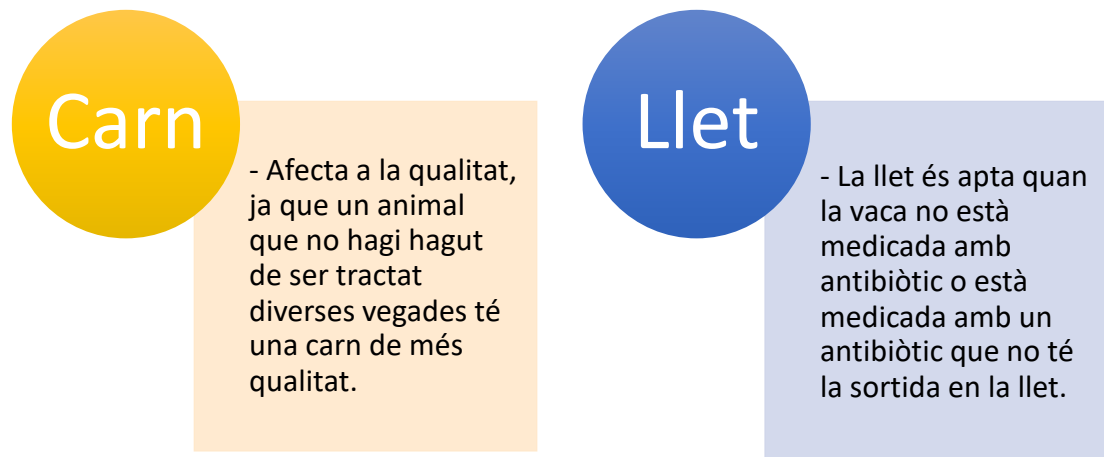 Carn
- Afecta a la qualitat,
ja que un animal
que no hagi hagut
de ser tractat
diverses vegades té
una carn de més
qualitat.
Llet
- La llet és apta quan
la vaca no està
medicada amb
antibiòtic o està
medicada amb un
antibiòtic que no té
la sortida en la llet.